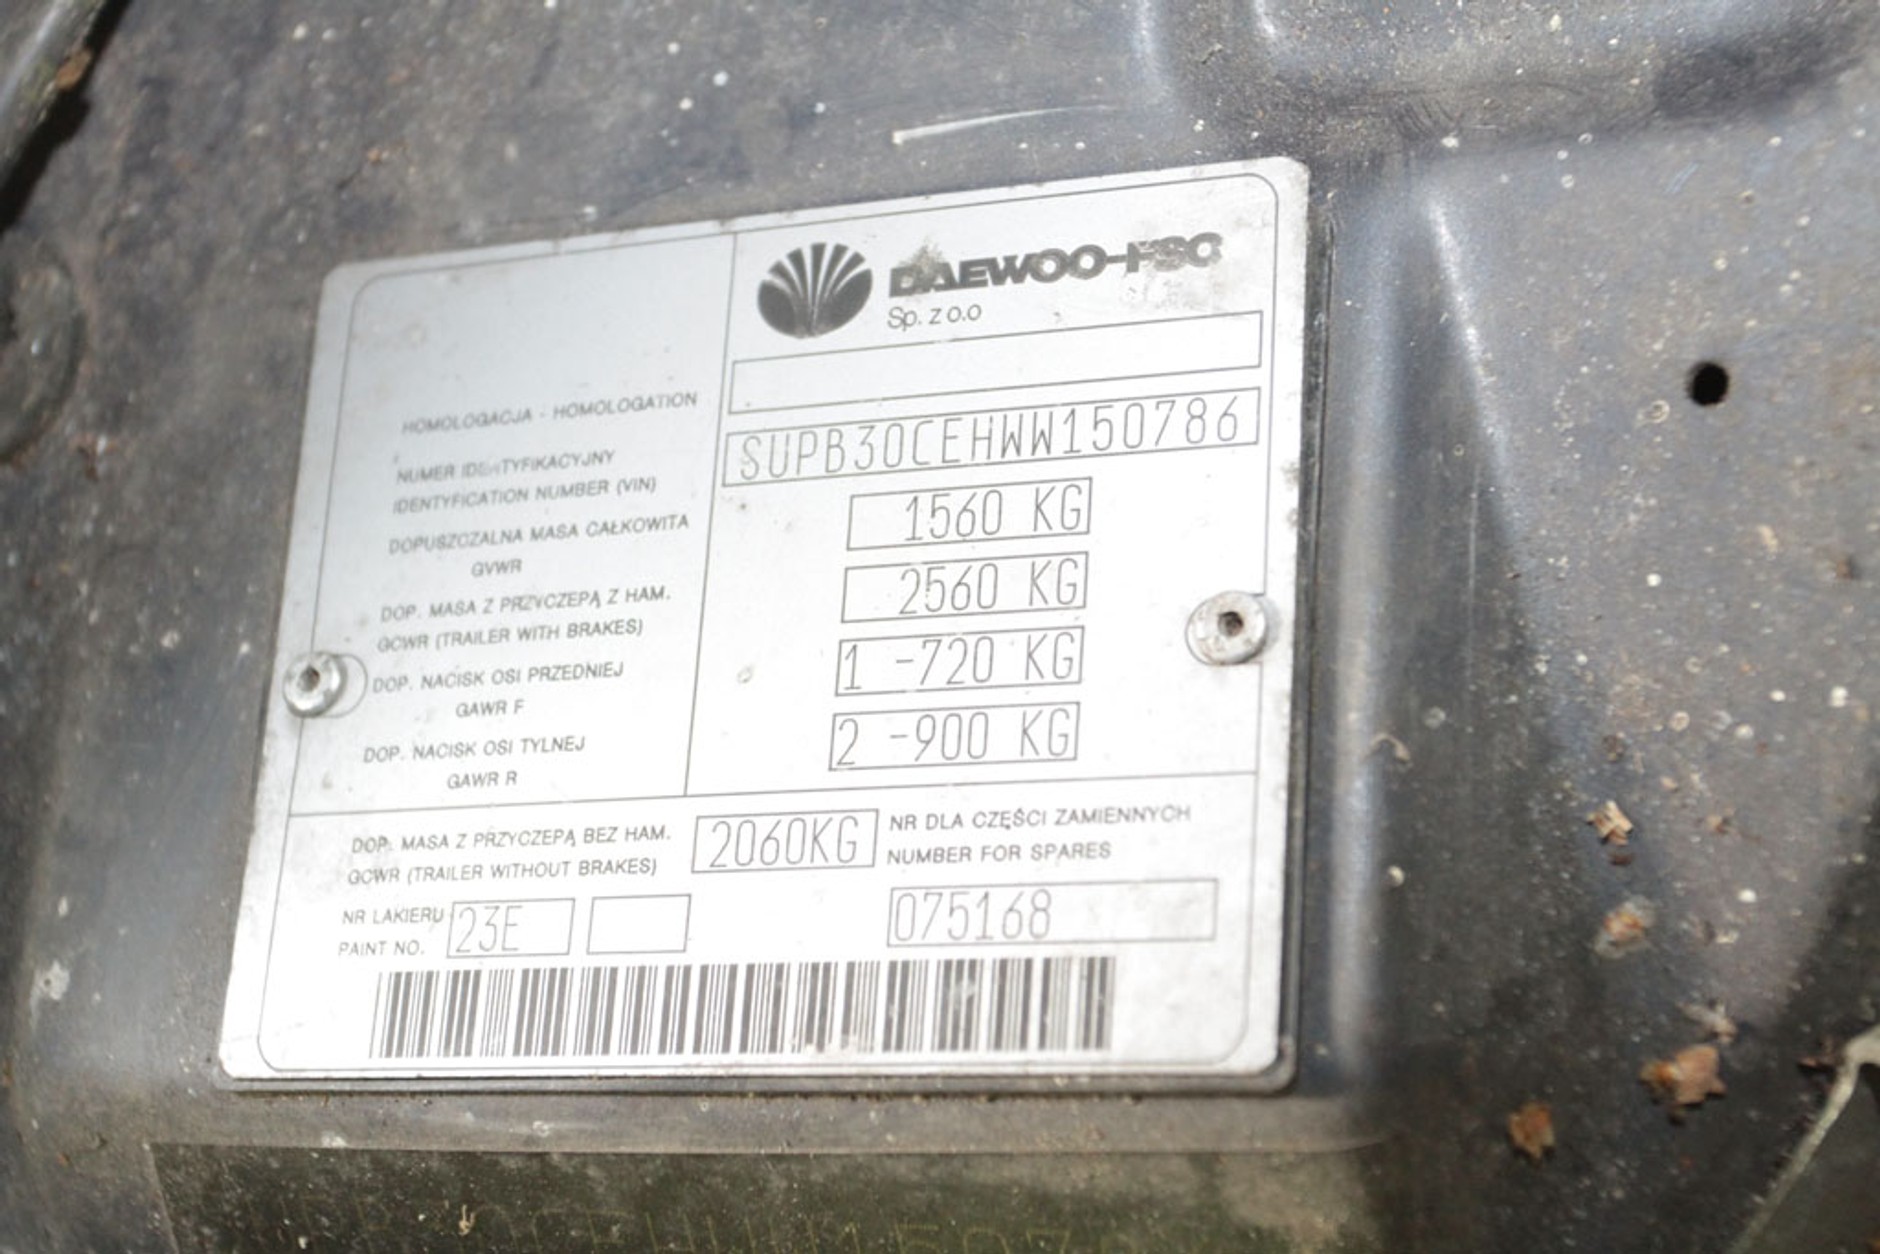 DAEWOO-FSO
Sp. z o.o
HOMOLOGACJA - HOMOLOGATION
NUMER IDENTYFIKACYJNY
IDENTYFICATION NUMBER (VIN)
SUPB30CEHWW150786
DOPUSZCZALNA MASA CAŁKOWITA
GVWR
1560 KG
DOP. MASA Z PRZYCZEPĄ Z HAM.
GCWR (TRAILER WITH BRAKES)
2560 KG
DOP. NACISK OSI PRZEDNIEJ
GAWR F
1 -720 KG
DOP. NACISK OSI TYLNEJ
GAWR R
2 -900 KG
DOP. MASA Z PRZYCZEPĄ BEZ HAM.
GCWR (TRAILER WITHOUT BRAKES)
2060KG
NR DLA CZĘŚCI ZAMIENNYCH
NUMBER FOR SPARES
075168
NR LAKIERU
PAINT NO.
23E